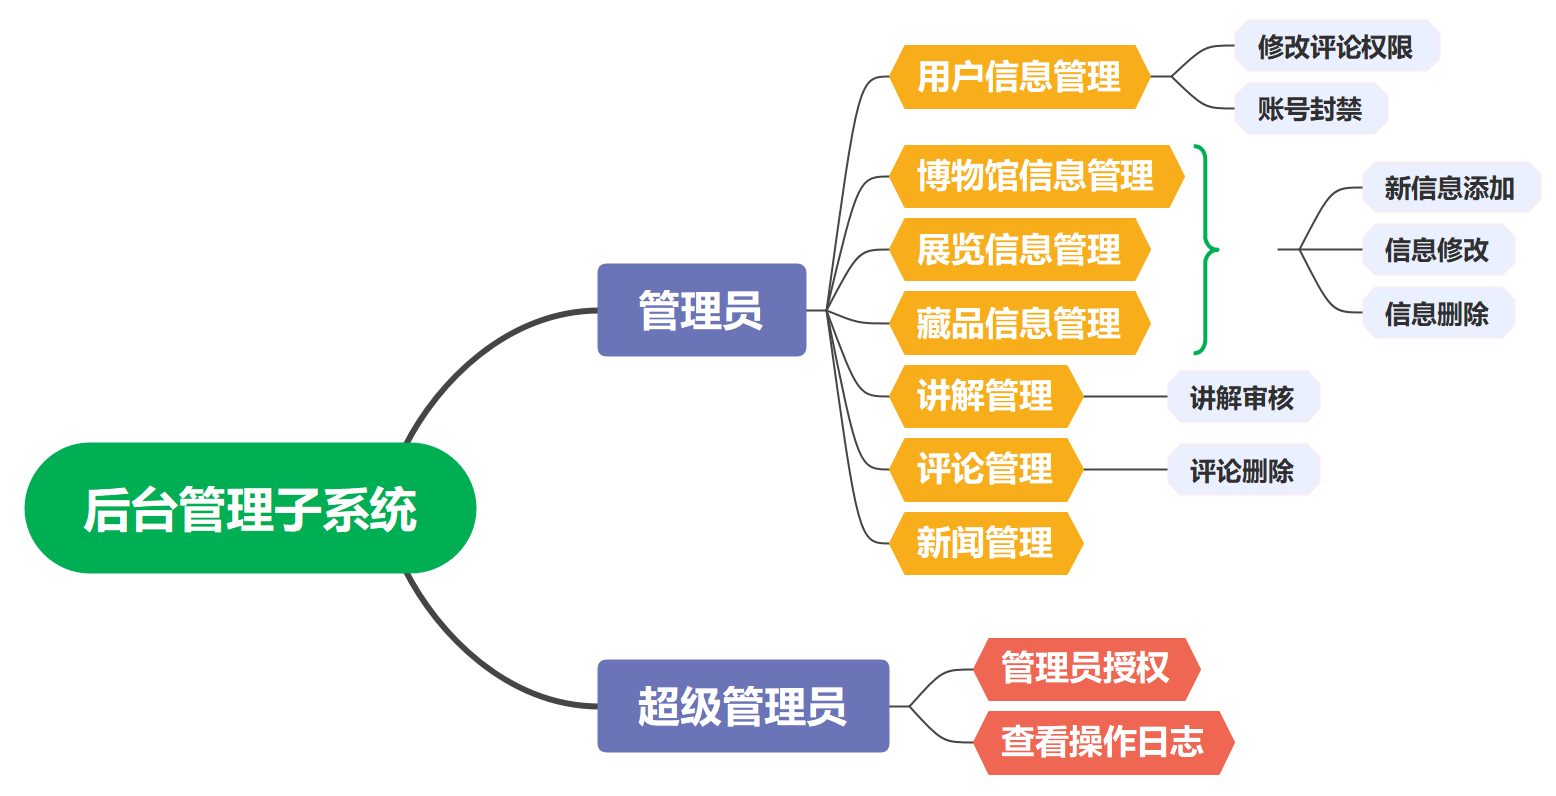 后台管理子系统
管理员
用户信息管理
修改评论权限
账号封禁
博物馆信息管理
展览信息管理
藏品信息管理
新信息添加
信息修改
信息删除
讲解管理
讲解审核
评论管理
评论删除
新闻管理
超级管理员
管理员授权
查看操作日志